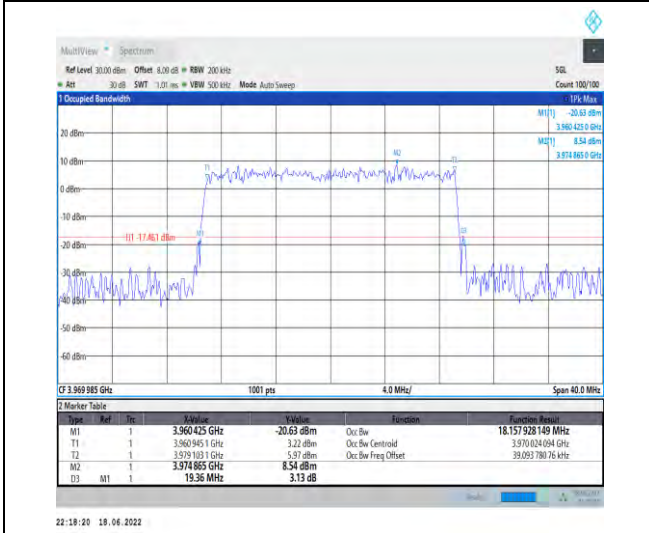 MultiView Spectrum
Ref Level 30.00 dBm Offset 8.00 dB RBW 200 kHz SGL
Att 30 dB SWT 1.01 ms VBW 500 kHz Mode Auto Sweep Count 100/100
1 Occupied Bandwidth 1Pk Max
M1[1] -20.63 dBm
3.960 425 0 GHz
M2[1] 8.54 dBm
3.974 865 0 GHz
20 dBm
M2
10 dBm
T1
0 dBm
-10 dBm
H1 -17.461 dBm
M1
D3
-20 dBm
-30 dBm
-40 dBm
-50 dBm
-60 dBm
CF 3.969 985 GHz 1001 pts 4.0 MHz/ Span 40.0 MHz
2 Marker Table
Type Ref Trc X-Value Y-Value Function Function Result
M1 1 3.960 425 GHz -20.63 dBm Occ Bw 18.157 928 149 MHz
T1 1 3.960 945 1 GHz 3.22 dBm Occ Bw Centroid 3.970 024 094 GHz
T2 1 3.979 103 1 GHz 5.97 dBm Occ Bw Freq Offset 39.093 780 76 kHz
M2 1 3.974 865 GHz 8.54 dBm
D3 M1 1 19.36 MHz 3.13 dB
22:18:20 18.06.2022